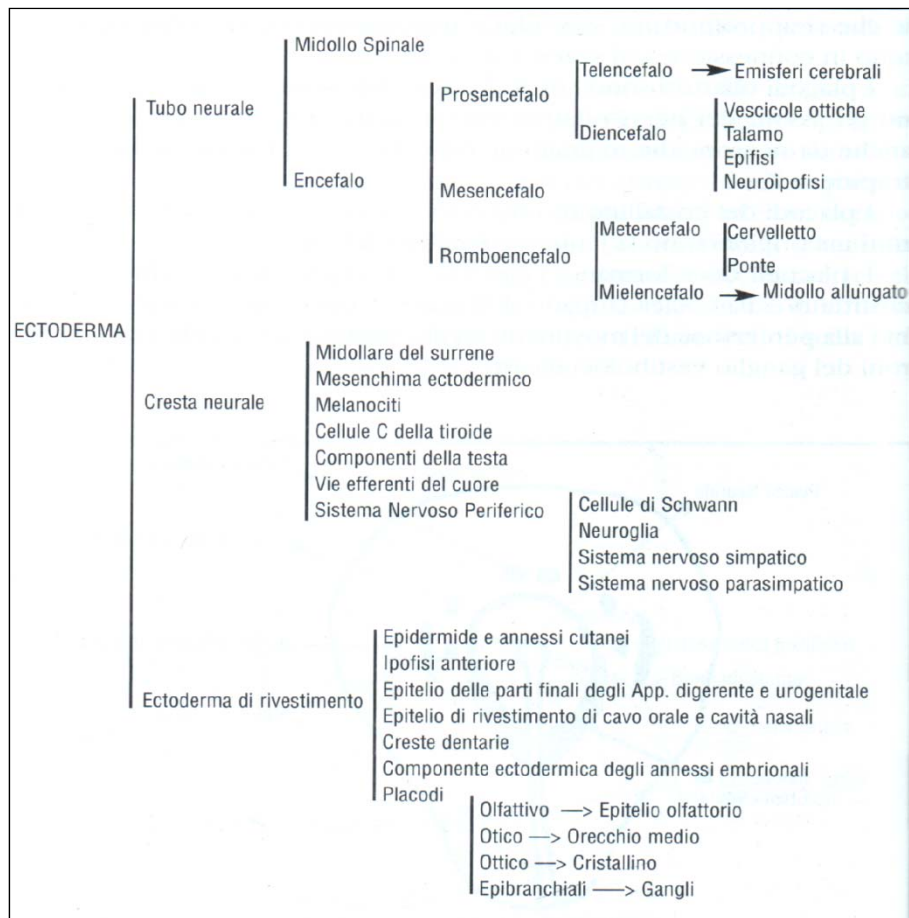 Midollo Spinale
Telencefalo → Emisferi cerebrali
Prosencefalo
Tubo neurale
Vescicole ottiche
Diencefalo
Talamo
Epifisi
Encefalo
Neuroipofisi
Mesencefalo
Metencefalo
Cervelletto
Romboencefalo
Ponte
Mielencefalo → Midollo allungato
ECTODERMA
Midollare del surrene
Mesenchima ectodermico
Cresta neurale
Melanociti
Cellule C della tiroide
Componenti della testa
Vie efferenti del cuore
Sistema Nervoso Periferico
Cellule di Schwann
Neuroglia
Sistema nervoso simpatico
Sistema nervoso parasimpatico
Ectoderma di rivestimento
Epidermide e annessi cutanei
Ipofisi anteriore
Epitelio delle parti finali degli App. digerente e urogenitale
Epitelio di rivestimento di cavo orale e cavità nasali
Creste dentarie
Componente ectodermica degli annessi embrionali
Placodi
Olfattivo —> Epitelio olfattorio
Otico —> Orecchio medio
Ottico —> Cristallino
Epibranchiali —> Gangli